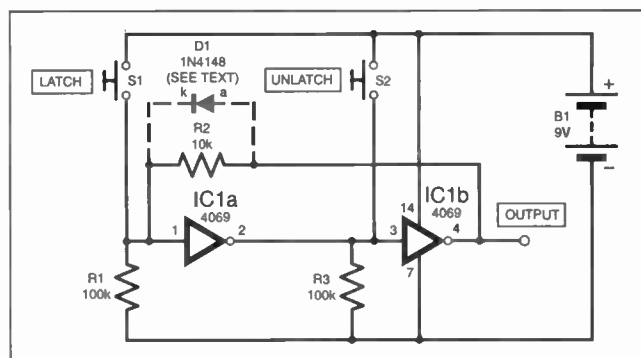 D1
1N4148
(SEE TEXT)
LATCH
S1
UNLATCH
S2
k
a
+
R2
10k
B1
9V
–
IC1a
4069
14
IC1b
4069
OUTPUT
1
2
3
4
7
R1
100k
R3
100k